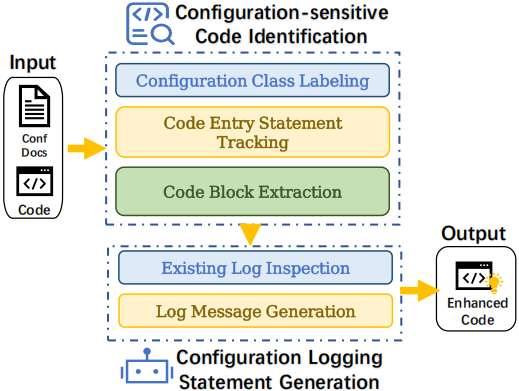 Configuration-sensitive
Code Identification
Input
Conf
Docs
</>
Code
Configuration Class Labeling
Code Entry Statement
Tracking
Code Block Extraction
Existing Log Inspection
Log Message Generation
Output
</>
Enhanced
Code
Configuration Logging
Statement Generation